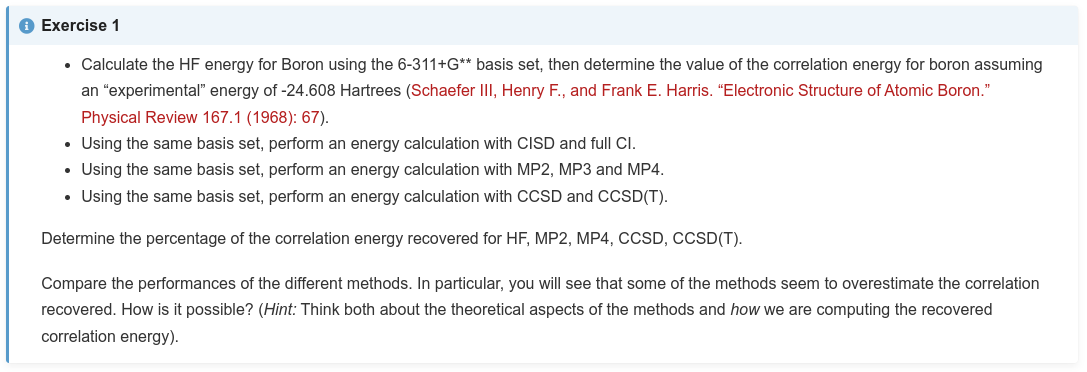 Exercise 1
• Calculate the HF energy for Boron using the 6-311+G** basis set, then determine the value of the correlation energy for boron assuming
an “experimental” energy of -24.608 Hartrees (Schaefer III, Henry F., and Frank E. Harris. “Electronic Structure of Atomic Boron.”
Physical Review 167.1 (1968): 67).
• Using the same basis set, perform an energy calculation with CISD and full CI.
• Using the same basis set, perform an energy calculation with MP2, MP3 and MP4.
• Using the same basis set, perform an energy calculation with CCSD and CCSD(T).
Determine the percentage of the correlation energy recovered for HF, MP2, MP4, CCSD, CCSD(T).
Compare the performances of the different methods. In particular, you will see that some of the methods seem to overestimate the correlation
recovered. How is it possible? (Hint: Think both about the theoretical aspects of the methods and how we are computing the recovered
correlation energy).